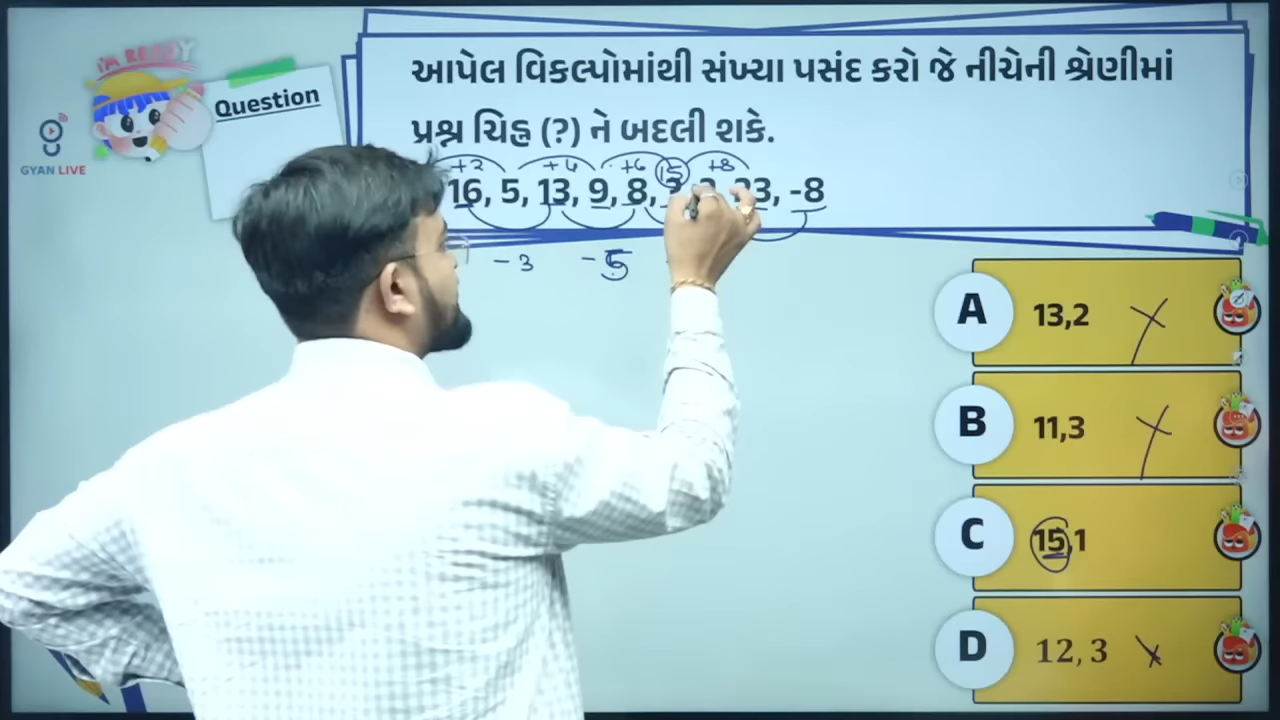 I'M READY
Question
GYAN LIVE
આપેલ વિકલ્પોમાંથી સંખ્યા પસંદ કરો જે નીચેની શ્રેણીમાં
પ્રશ્ન ચિહ્ન (?) ને બદલી શકે.
+2 +4 +6 15 +8
16, 5, 13, 9, 8, 3, -8
-3 -5
A 13,2
B 11,3
C 15,1
D 12, 3